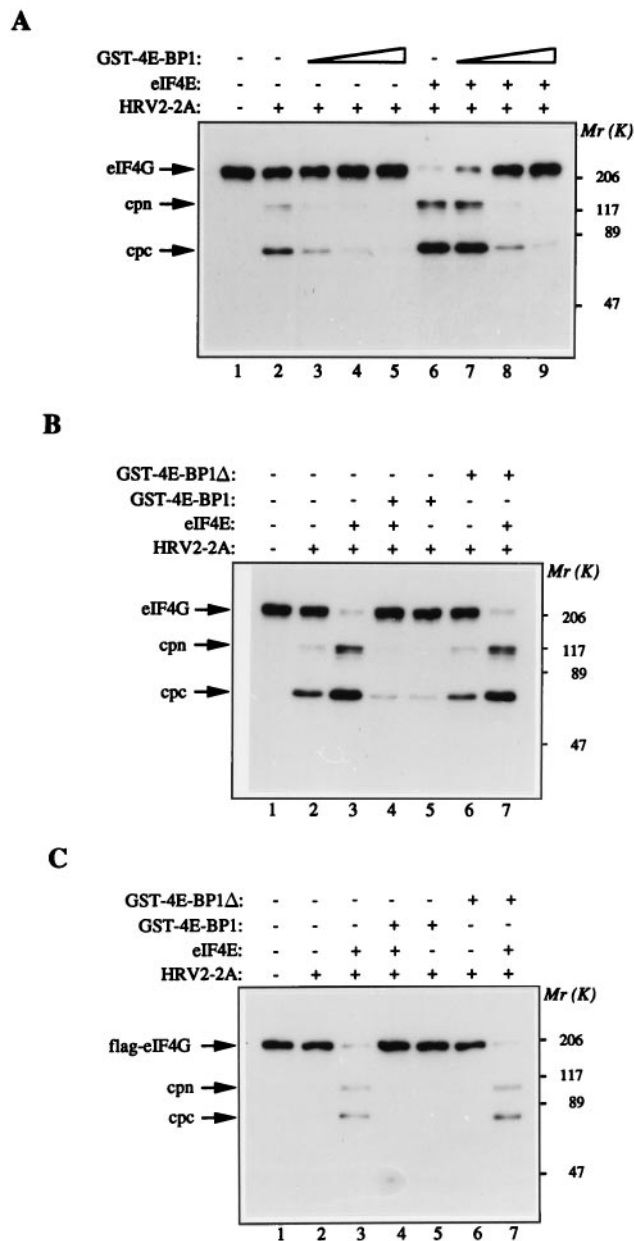 A
GST-4E-BP1: - - - +
eIF4E: - - - - - + + + +
HRV2-2A: - + + + + + + + +
Mr (K)
eIF4G
206
cpn
117
89
cpc
47
1 2 3 4 5 6 7 8 9
B
GST-4E-BP1Δ: - - - - - + +
GST-4E-BP1: - - - + + - -
eIF4E: - - + + - - +
HRV2-2A: - + + + + + +
Mr (K)
eIF4G
206
cpn
117
89
cpc
47
1 2 3 4 5 6 7
C
GST-4E-BP1Δ: - - - - - + +
GST-4E-BP1: - - - + + - -
eIF4E: - - + + - - +
HRV2-2A: - + + + + + +
Mr (K)
flag-eIF4G
206
117
cpn
89
cpc
47
1 2 3 4 5 6 7